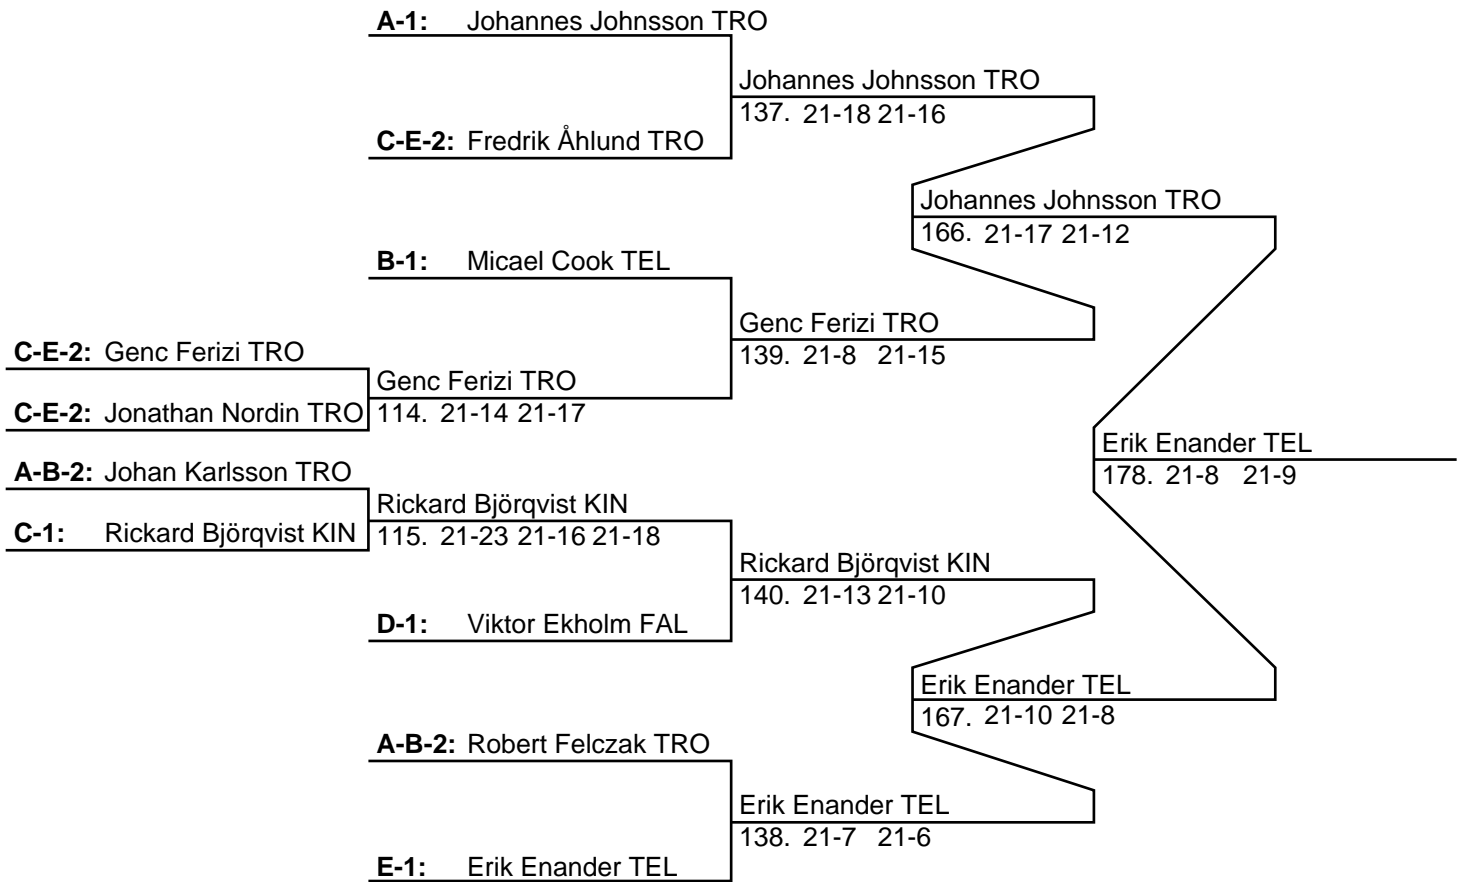 A-1: Johannes Johnsson TRO
Johannes Johnsson TRO
137. 21-18 21-16
C-E-2: Fredrik Åhlund TRO
Johannes Johnsson TRO
166. 21-17 21-12
B-1: Micael Cook TEL
Genc Ferizi TRO
139. 21-8 21-15
C-E-2: Genc Ferizi TRO
Genc Ferizi TRO
114. 21-14 21-17
C-E-2: Jonathan Nordin TRO
Erik Enander TEL
178. 21-8 21-9
A-B-2: Johan Karlsson TRO
Rickard Björqvist KIN
115. 21-23 21-16 21-18
C-1: Rickard Björqvist KIN
Rickard Björqvist KIN
140. 21-13 21-10
D-1: Viktor Ekholm FAL
Erik Enander TEL
167. 21-10 21-8
A-B-2: Robert Felczak TRO
Erik Enander TEL
138. 21-7 21-6
E-1: Erik Enander TEL